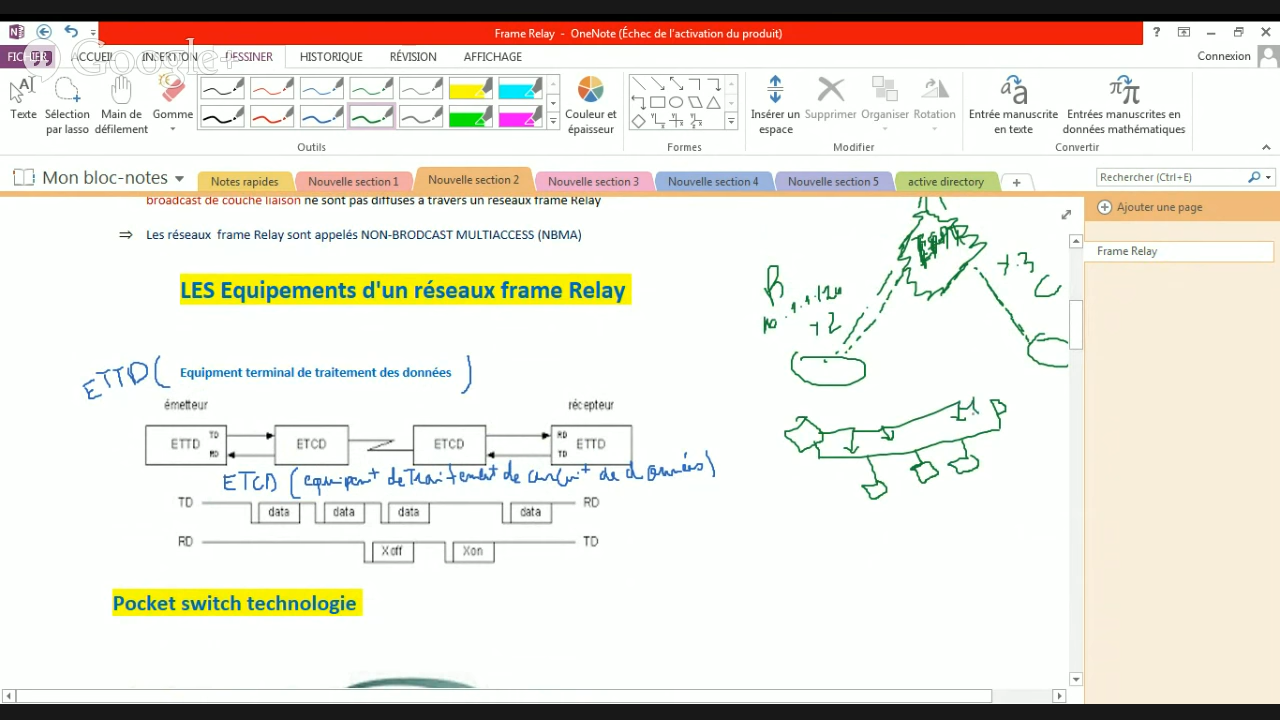 Frame Relay - OneNote (Échec de l'activation du produit)
Google+
FICHIER ACCUEIL INSERTION DESSINER HISTORIQUE RÉVISION AFFICHAGE
Connexion
Texte
Sélection par lasso
Main de défilement
Gomme
Couleur et épaisseur
Insérer un espace
Supprimer
Organiser
Rotation
Entrée manuscrite en texte
Entrées manuscrites en données mathématiques
Outils
Formes
Modifier
Convertir
Mon bloc-notes
Notes rapides
Nouvelle section 1
Nouvelle section 2
Nouvelle section 3
Nouvelle section 4
Nouvelle section 5
active directory
Rechercher (Ctrl+E)
Ajouter une page
Frame Relay
broadcast de couche liaison ne sont pas diffusés à travers un réseaux frame Relay
⇒ Les réseaux frame Relay sont appelés NON-BRODCAST MULTIACCESS (NBMA)
LES Equipements d'un réseaux frame Relay
ETTD ( Equipment terminal de traitement des données )
émetteur
récepteur
ETTD TD RD
ETCD
ETCD
RD TD ETTD
ETCD (equipent de traitement de circuit de données)
TD data data data data RD
RD Xoff Xon TD
Pocket switch technologie
B
+2
+3
C